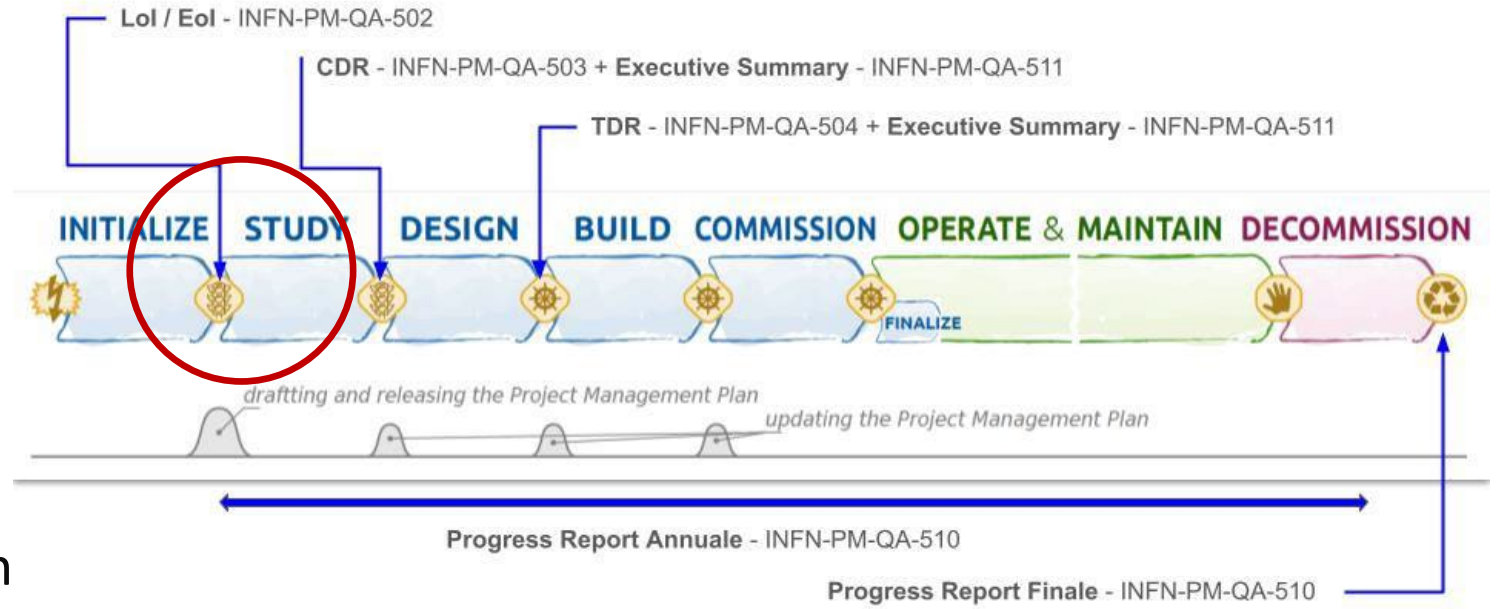 LoI / EoI - INFN-PM-QA-502
CDR - INFN-PM-QA-503 + Executive Summary - INFN-PM-QA-511
TDR - INFN-PM-QA-504 + Executive Summary - INFN-PM-QA-511
INITIALIZE STUDY DESIGN BUILD COMMISSION OPERATE & MAINTAIN DECOMMISSION
FINALIZE
draftting and releasing the Project Management Plan
updating the Project Management Plan
Progress Report Annuale - INFN-PM-QA-510
n
Progress Report Finale - INFN-PM-QA-510